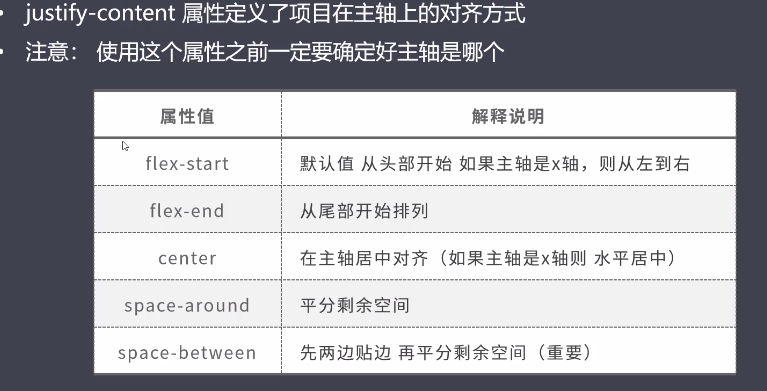 • justify-content 属性定义了项目在主轴上的对齐方式
• 注意： 使用这个属性之前一定要确定好主轴是哪个
属性值 解释说明
flex-start 默认值 从头部开始 如果主轴是x轴，则从左到右
flex-end 从尾部开始排列
center 在主轴居中对齐（如果主轴是x轴则 水平居中）
space-around 平分剩余空间
space-between 先两边贴边 再平分剩余空间（重要）